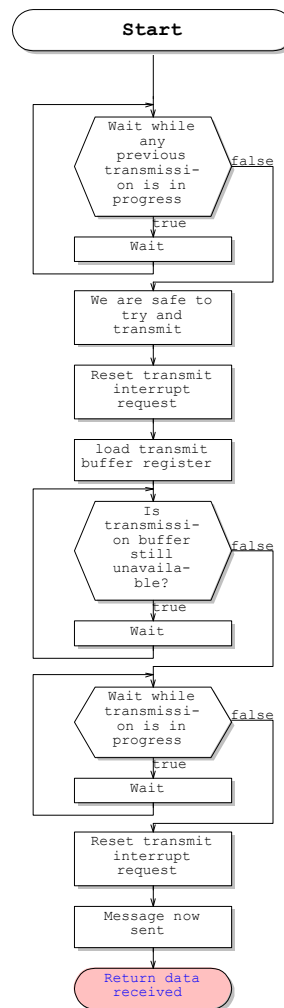 Start
Wait while
any
previous
transmissi-
on is in
progress
false
true
Wait
We are safe to
try and
transmit
Reset transmit
interrupt
request
load transmit
buffer register
Is
transmissi-
on buffer
still
unavaila-
ble?
false
true
Wait
Wait while
transmissi-
on is in
progress
false
true
Wait
Reset transmit
interrupt
request
Message now
sent
Return data
received